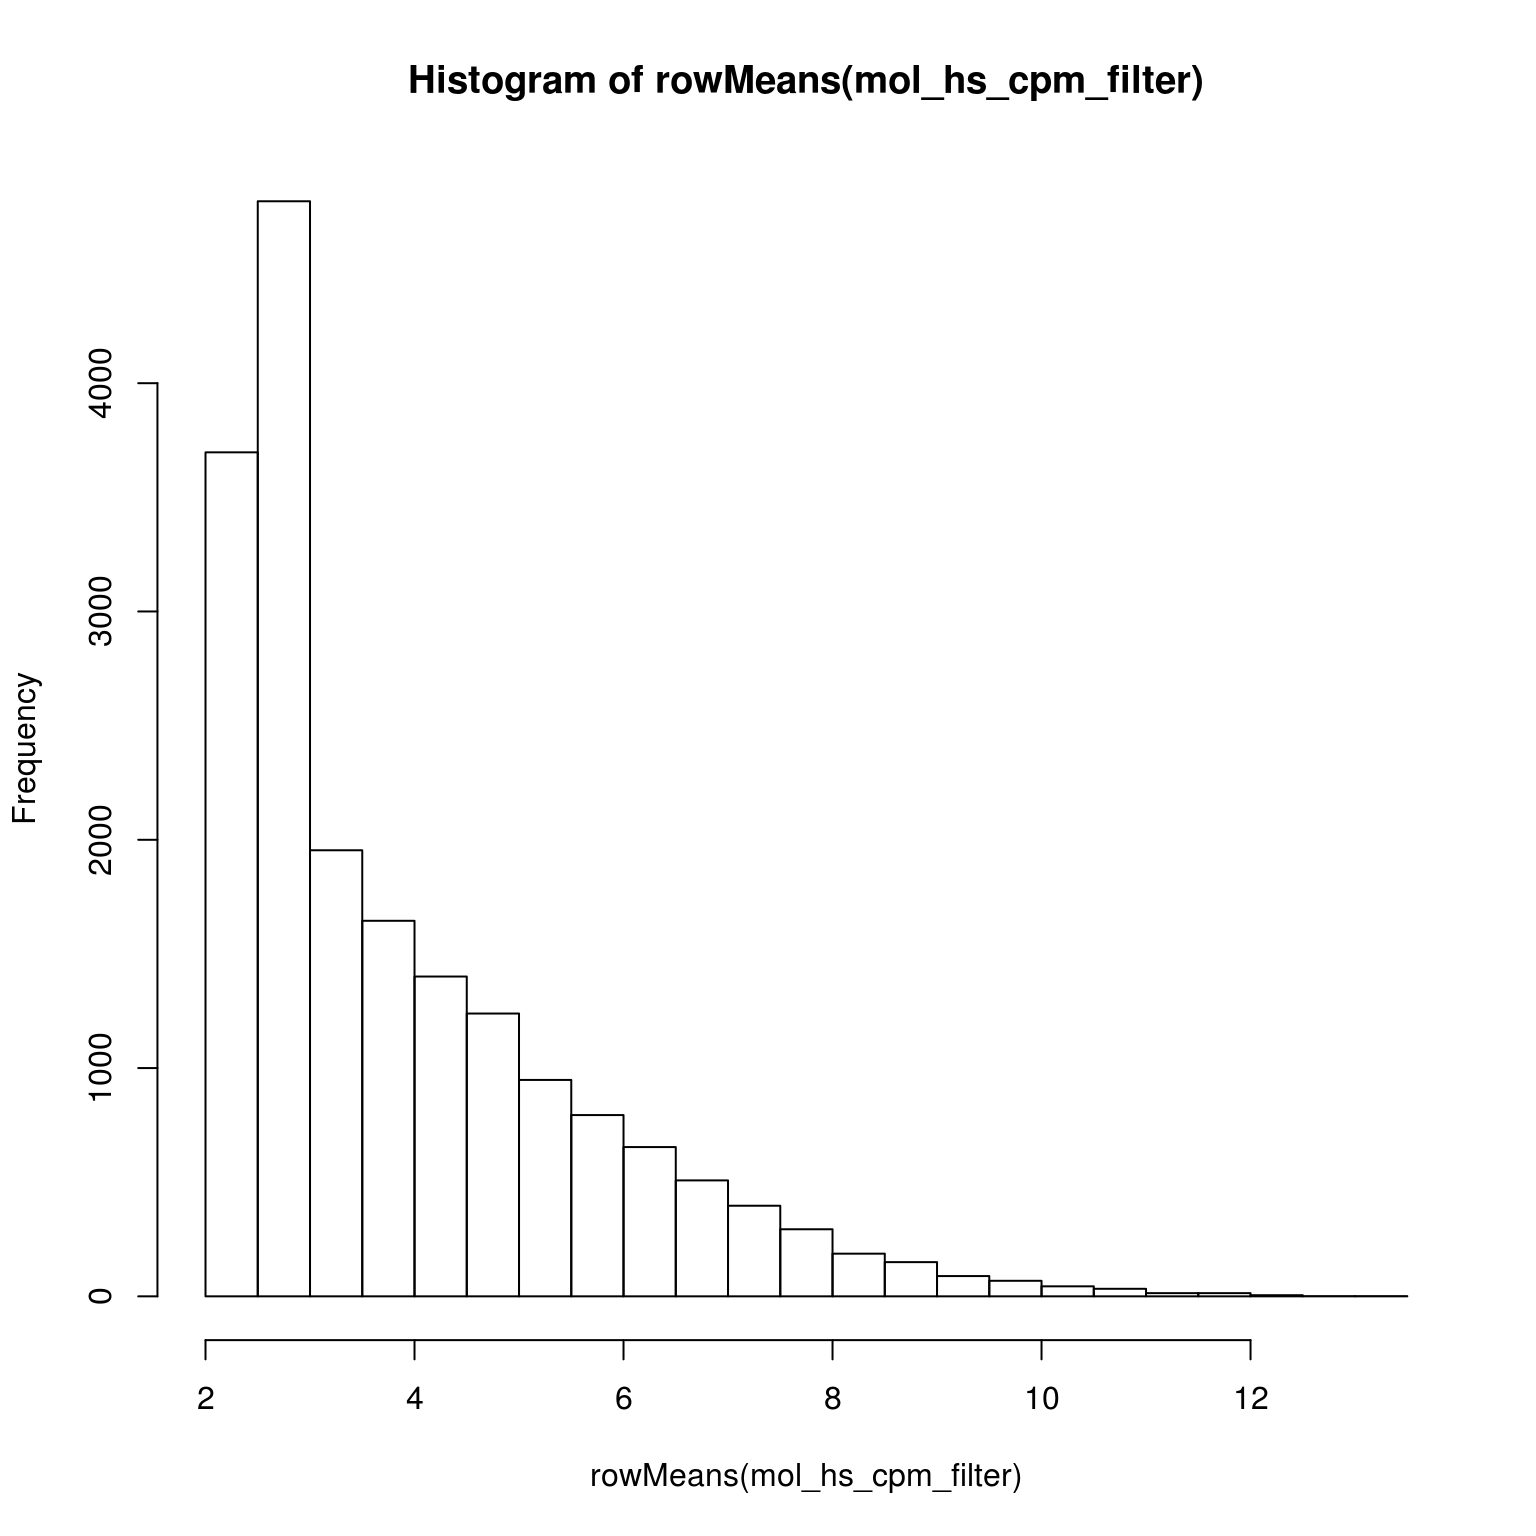 Histogram of rowMeans(mol_hs_cpm_filter)
Frequency
4000
3000
2000
1000
0
2 4 6 8 10 12
rowMeans(mol_hs_cpm_filter)